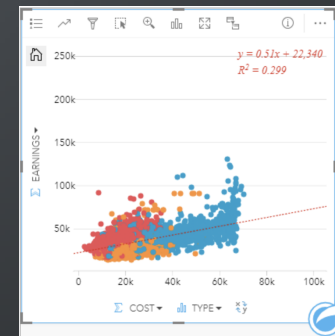 y = 0.51x + 22,340
R² = 0.299
250k
200k
150k
100k
50k
EARNINGS
0
20k
40k
60k
80k
100k
Σ COST
TYPE